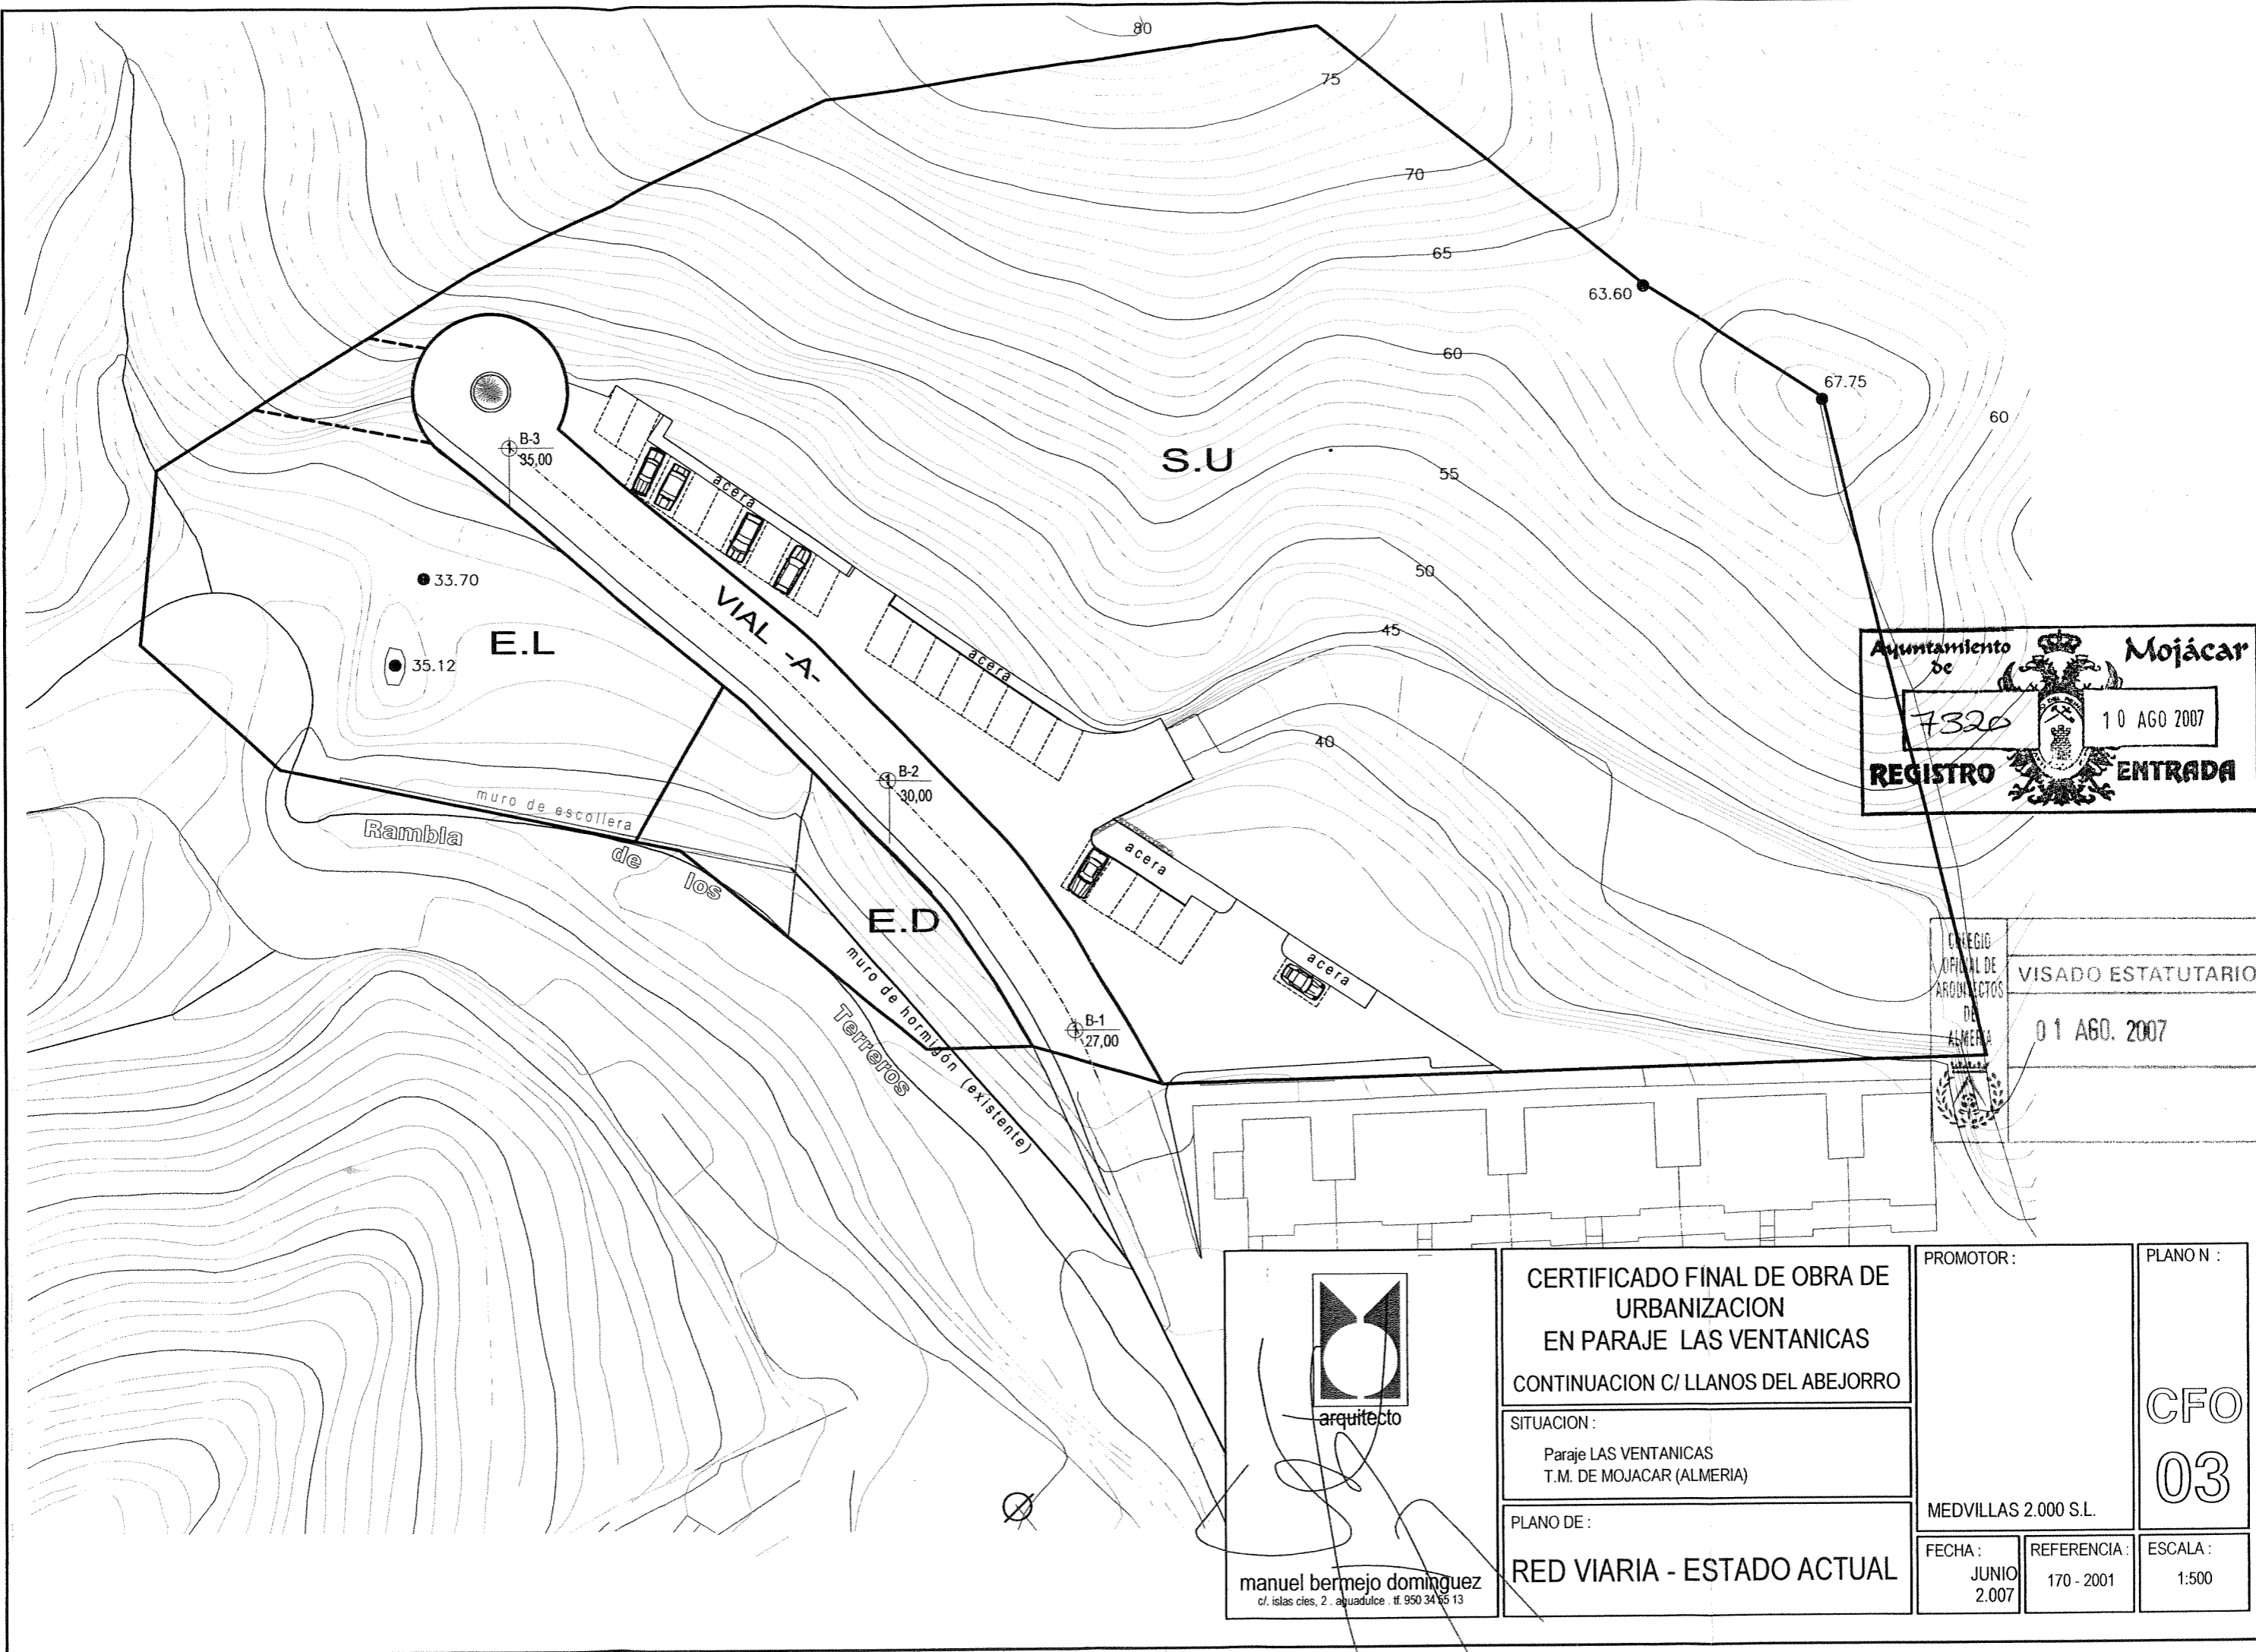 80
75
70
65
63.60
60
67.75
60
S.U
55
B-3
35,00
acera
50
33.70
VIAL -A-
E.L
45
35.12
acera
40
B-2
30,00
muro de escollera
Rambla
de
los
Terreros
acera
E.D
muro de hormigón (existente)
acera
B-1
27,00
Ayuntamiento
de
Mojácar
7320
10 AGO 2007
REGISTRO
ENTRADA
COLEGIO
OFICIAL DE
ARQUITECTOS
DE
ALMERIA
VISADO ESTATUTARIO
01 AGO. 2007
arquitecto
manuel bermejo domínguez
c/. islas cies, 2 . aguadulce . tf. 950 34 55 13
CERTIFICADO FINAL DE OBRA DE
URBANIZACION
EN PARAJE LAS VENTANICAS
CONTINUACION C/ LLANOS DEL ABEJORRO
SITUACION :
Paraje LAS VENTANICAS
T.M. DE MOJACAR (ALMERIA)
PLANO DE :
RED VIARIA - ESTADO ACTUAL
PROMOTOR :
MEDVILLAS 2.000 S.L.
FECHA :
JUNIO
2.007
REFERENCIA :
170 - 2001
PLANO N :
CFO
03
ESCALA :
1:500